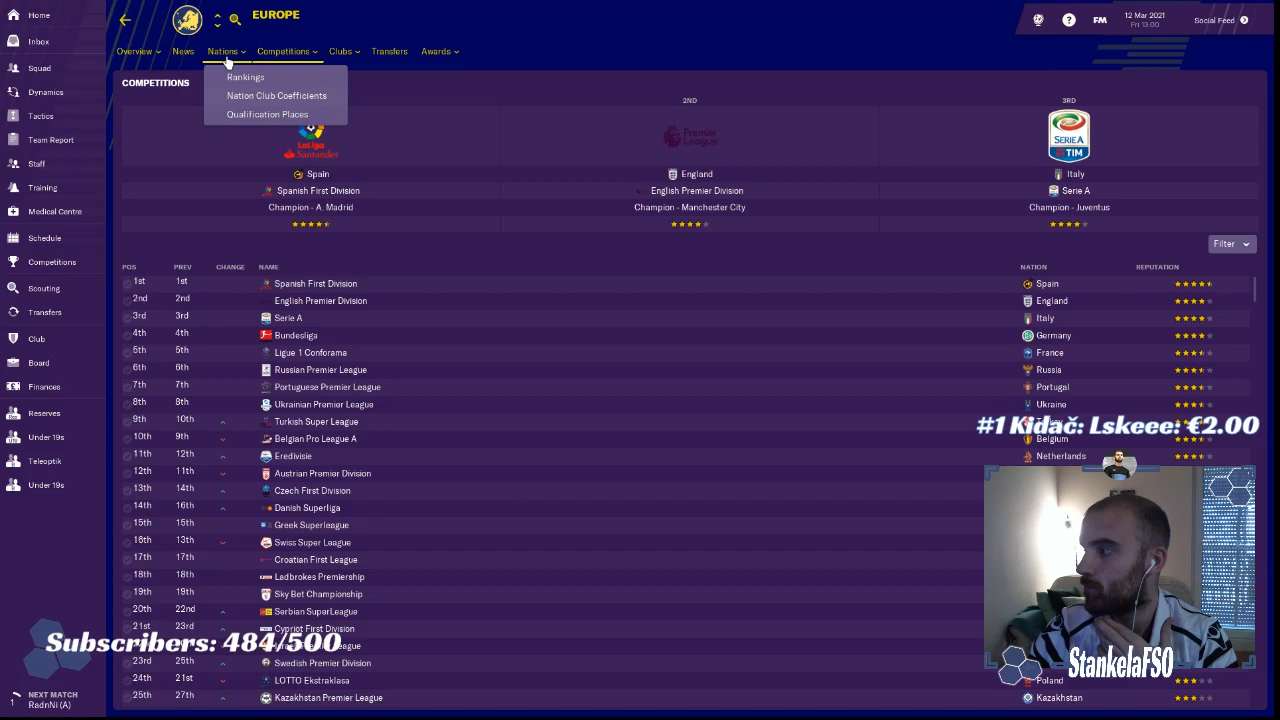 Home
EUROPE
12 Mar 2021
Fri 13:00
Social Feed
FM
Inbox
Overview
News
Nations
Competitions
Clubs
Transfers
Awards
Squad
Dynamics
Tactics
Team Report
Staff
Training
Medical Centre
Schedule
Competitions
Scouting
Transfers
Club
Board
Finances
Reserves
Under 19s
Teleoptik
Under 19s
NEXT MATCH
1 RadnNi (A)
Rankings
Nation Club Coefficients
Qualification Places
COMPETITIONS
2ND
3RD
LaLiga
Santander
Premier
League
SERIE A
TIM
Spain
England
Italy
Spanish First Division
English Premier Division
Serie A
Champion - A. Madrid
Champion - Manchester City
Champion - Juventus
Filter
POS PREV CHANGE NAME NATION REPUTATION
1st 1st Spanish First Division Spain
2nd 2nd English Premier Division England
3rd 3rd Serie A Italy
4th 4th Bundesliga Germany
5th 5th Ligue 1 Conforama France
6th 6th Russian Premier League Russia
7th 7th Portuguese Premier League Portugal
8th 8th Ukrainian Premier League Ukraine
9th 10th Turkish Super League
10th 9th Belgian Pro League A Belgium
11th 12th Eredivisie Netherlands
12th 11th Austrian Premier Division
13th 14th Czech First Division
14th 16th Danish Superliga
15th 15th Greek Superleague
16th 13th Swiss Super League
17th 17th Croatian First League
18th 18th Ladbrokes Premiership
19th 19th Sky Bet Championship
20th 22nd Serbian SuperLeague
21st 23rd Cypriot First Division
League
23rd 25th Swedish Premier Division
24th 21st LOTTO Ekstraklasa Poland
25th 27th Kazakhstan Premier League Kazakhstan
#1 Kidač: Lskeee: €2.00
Subscribers: 484/500
StankelaFSO